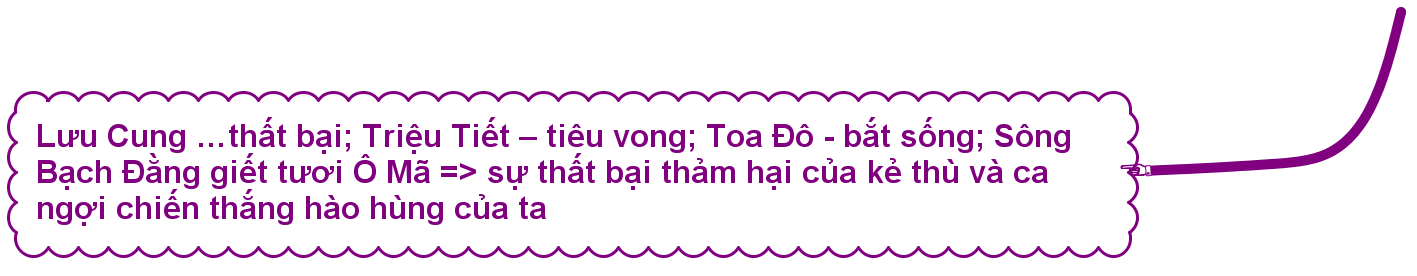 Lưu Cung ...thất bại; Triệu Tiết – tiêu vong; Toa Đô - bắt sống; Sông
Bạch Đằng giết tươi Ô Mã => sự thất bại thảm hại của kẻ thù và ca
ngợi chiến thắng hào hùng của ta